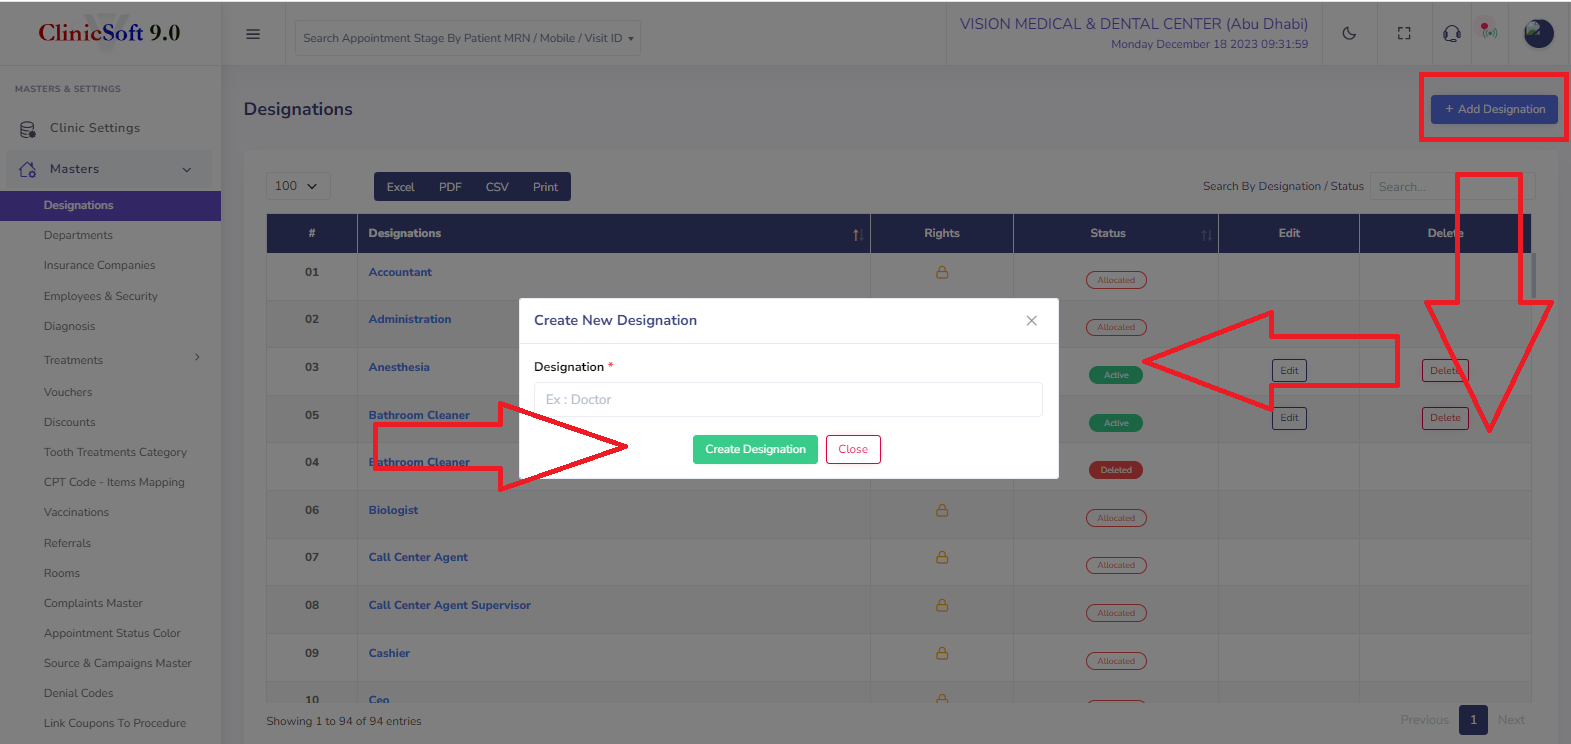 ClinicSoft 9.0
Search Appointment Stage By Patient MRN / Mobile / Visit ID
VISION MEDICAL & DENTAL CENTER (Abu Dhabi)
Monday December 18 2023 09:31:59
MASTERS & SETTINGS
Clinic Settings
Masters
Designations
Departments
Insurance Companies
Employees & Security
Diagnosis
Treatments
Vouchers
Discounts
Tooth Treatments Category
CPT Code - Items Mapping
Vaccinations
Referrals
Rooms
Complaints Master
Appointment Status Color
Source & Campaigns Master
Denial Codes
Link Coupons To Procedure
Designations
+ Add Designation
100
Excel PDF CSV Print
Search By Designation / Status Search...
# Designations Rights Status Edit Delete
01 Accountant Allocated
02 Administration Allocated
03 Anesthesia Active Edit Delete
05 Bathroom Cleaner Active Edit Delete
04 Bathroom Cleaner Deleted
06 Biologist Allocated
07 Call Center Agent Allocated
08 Call Center Agent Supervisor Allocated
09 Cashier Allocated
10 Ceo
Showing 1 to 94 of 94 entries
Previous 1 Next
Create New Designation
Designation *
Ex : Doctor
Create Designation Close